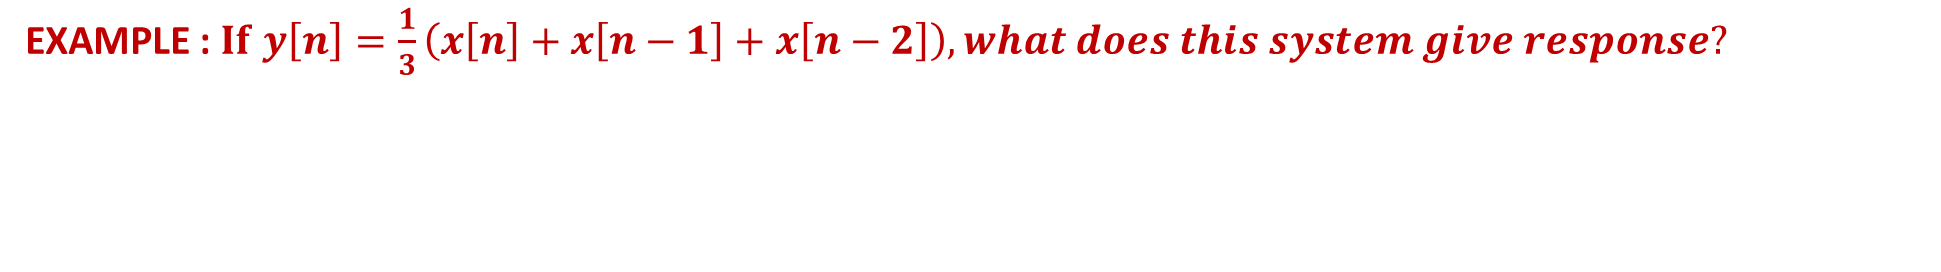 EXAMPLE : If y[n] = 1/3 (x[n] + x[n − 1] + x[n − 2]), what does this system give response?